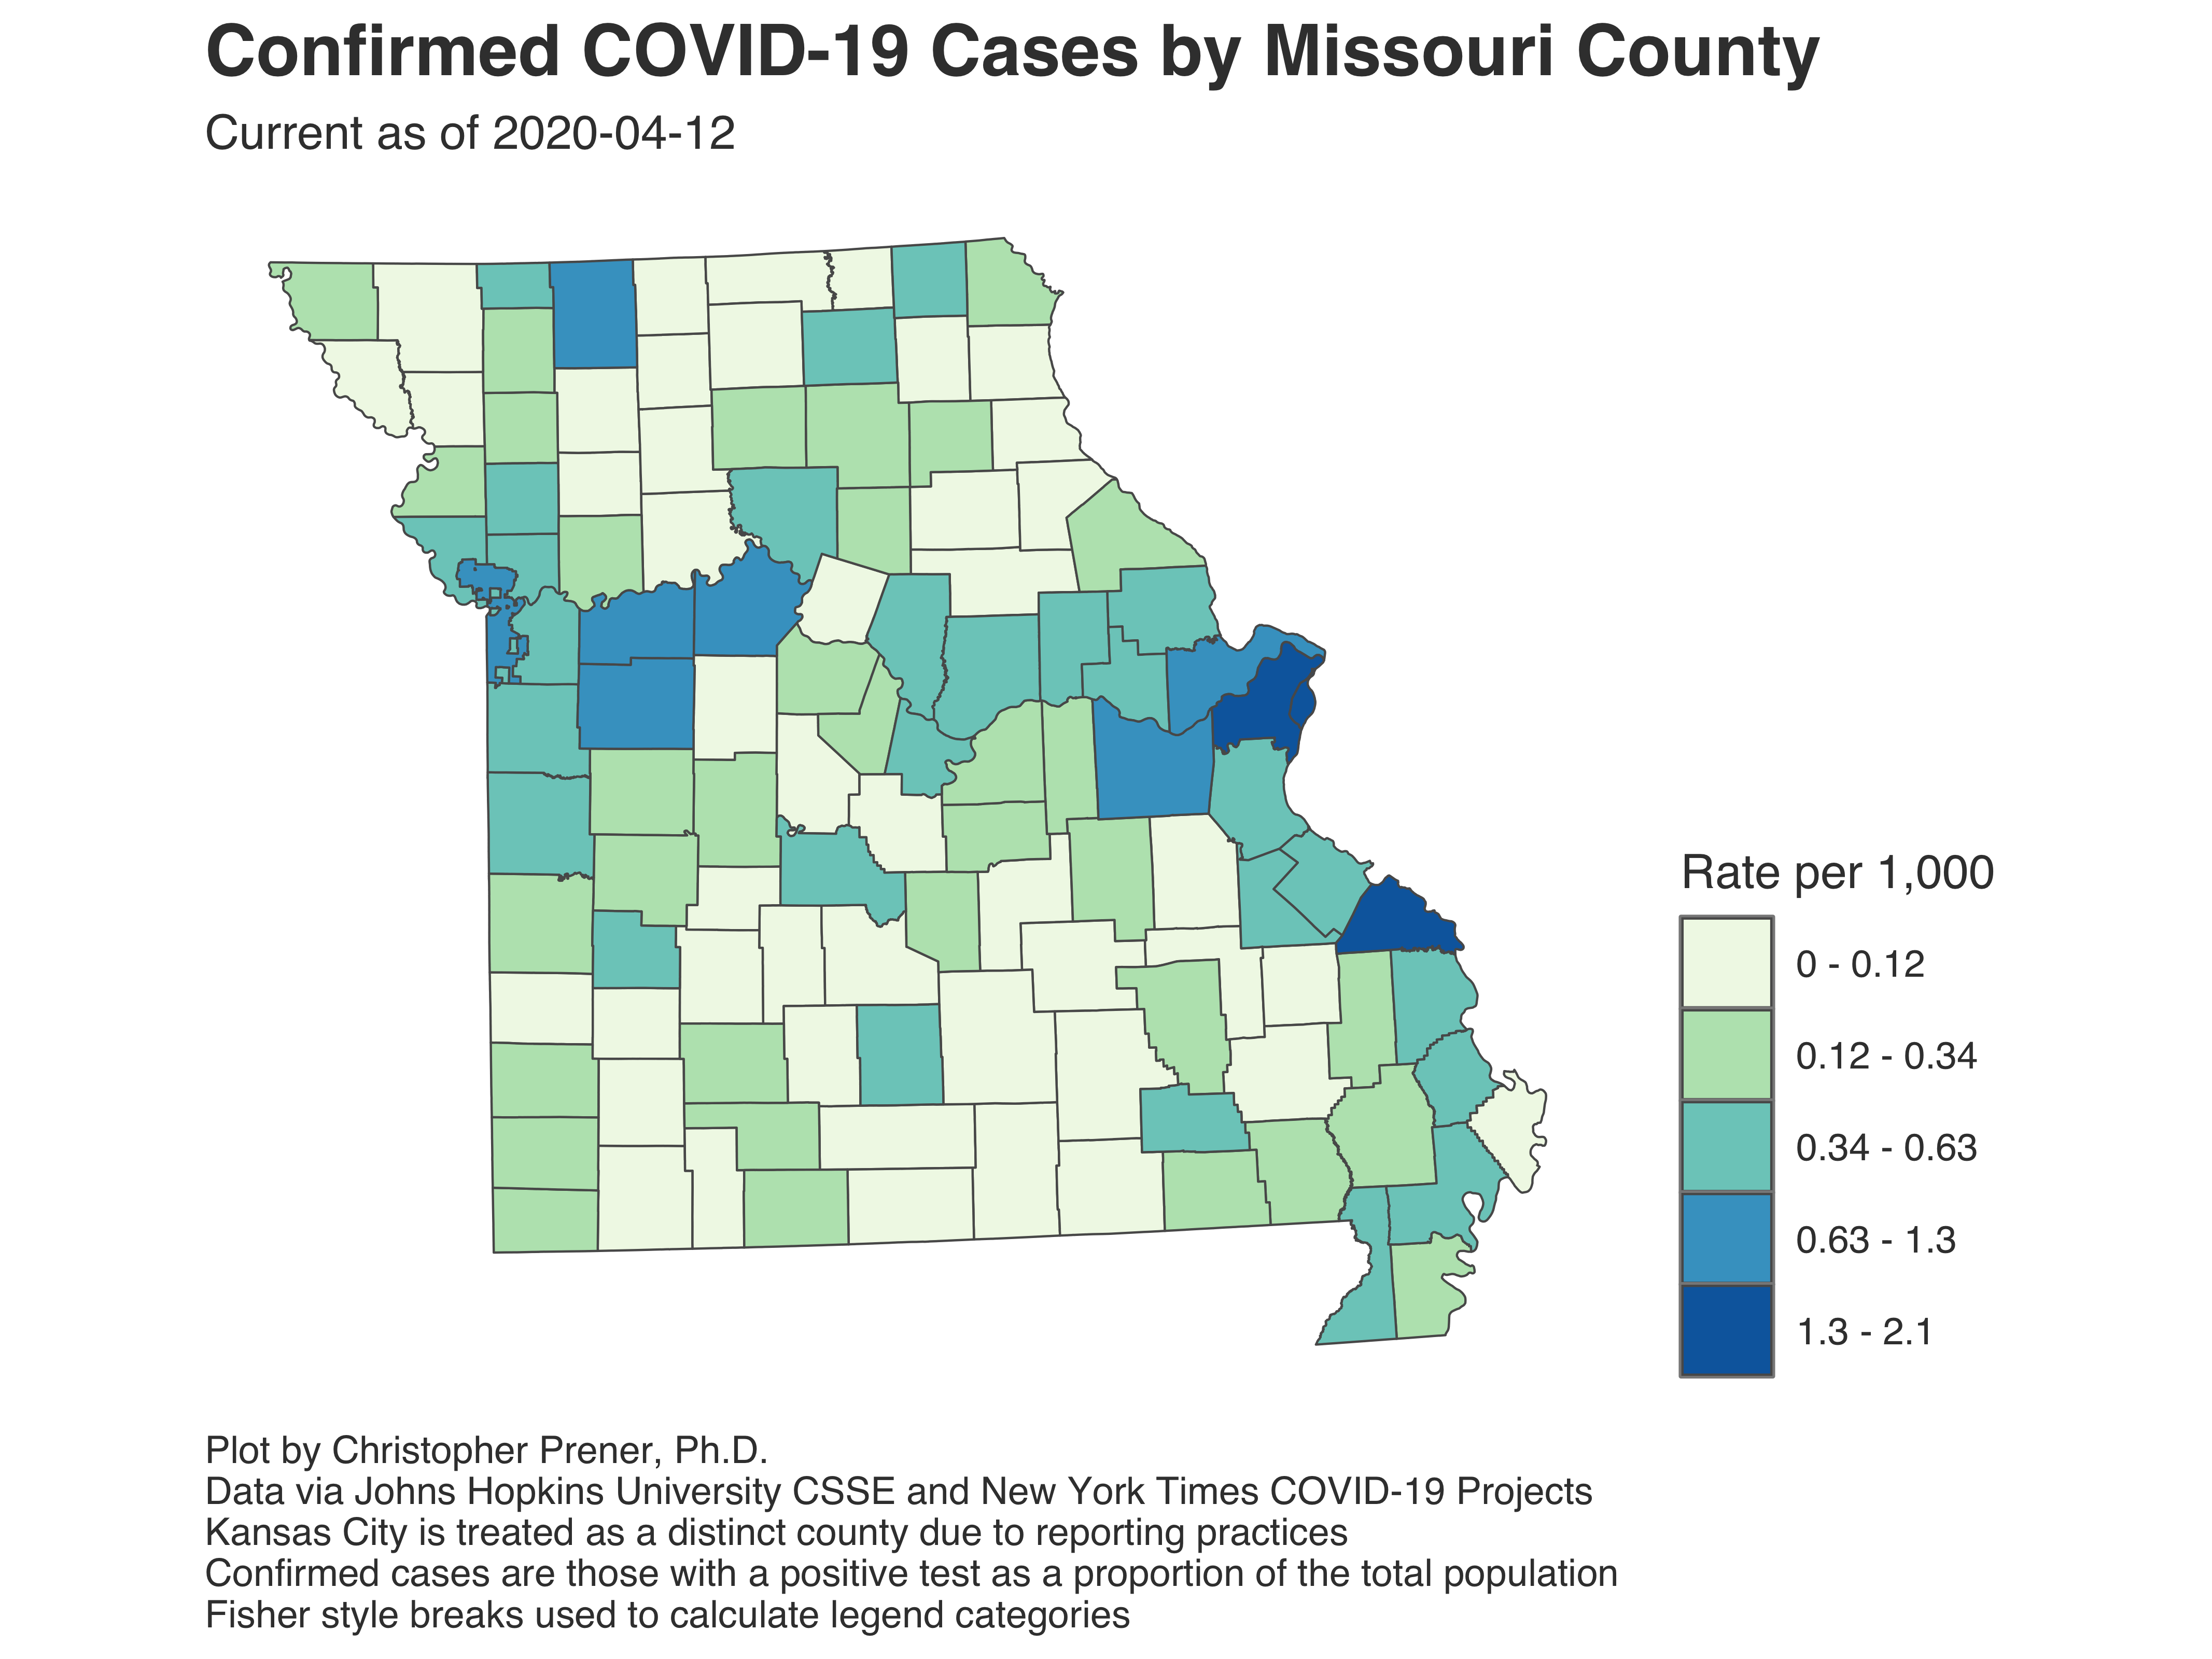 Confirmed COVID-19 Cases by Missouri County
Current as of 2020-04-12
Rate per 1,000
0 - 0.12
0.12 - 0.34
0.34 - 0.63
0.63 - 1.3
1.3 - 2.1
Plot by Christopher Prener, Ph.D.
Data via Johns Hopkins University CSSE and New York Times COVID-19 Projects
Kansas City is treated as a distinct county due to reporting practices
Confirmed cases are those with a positive test as a proportion of the total population
Fisher style breaks used to calculate legend categories